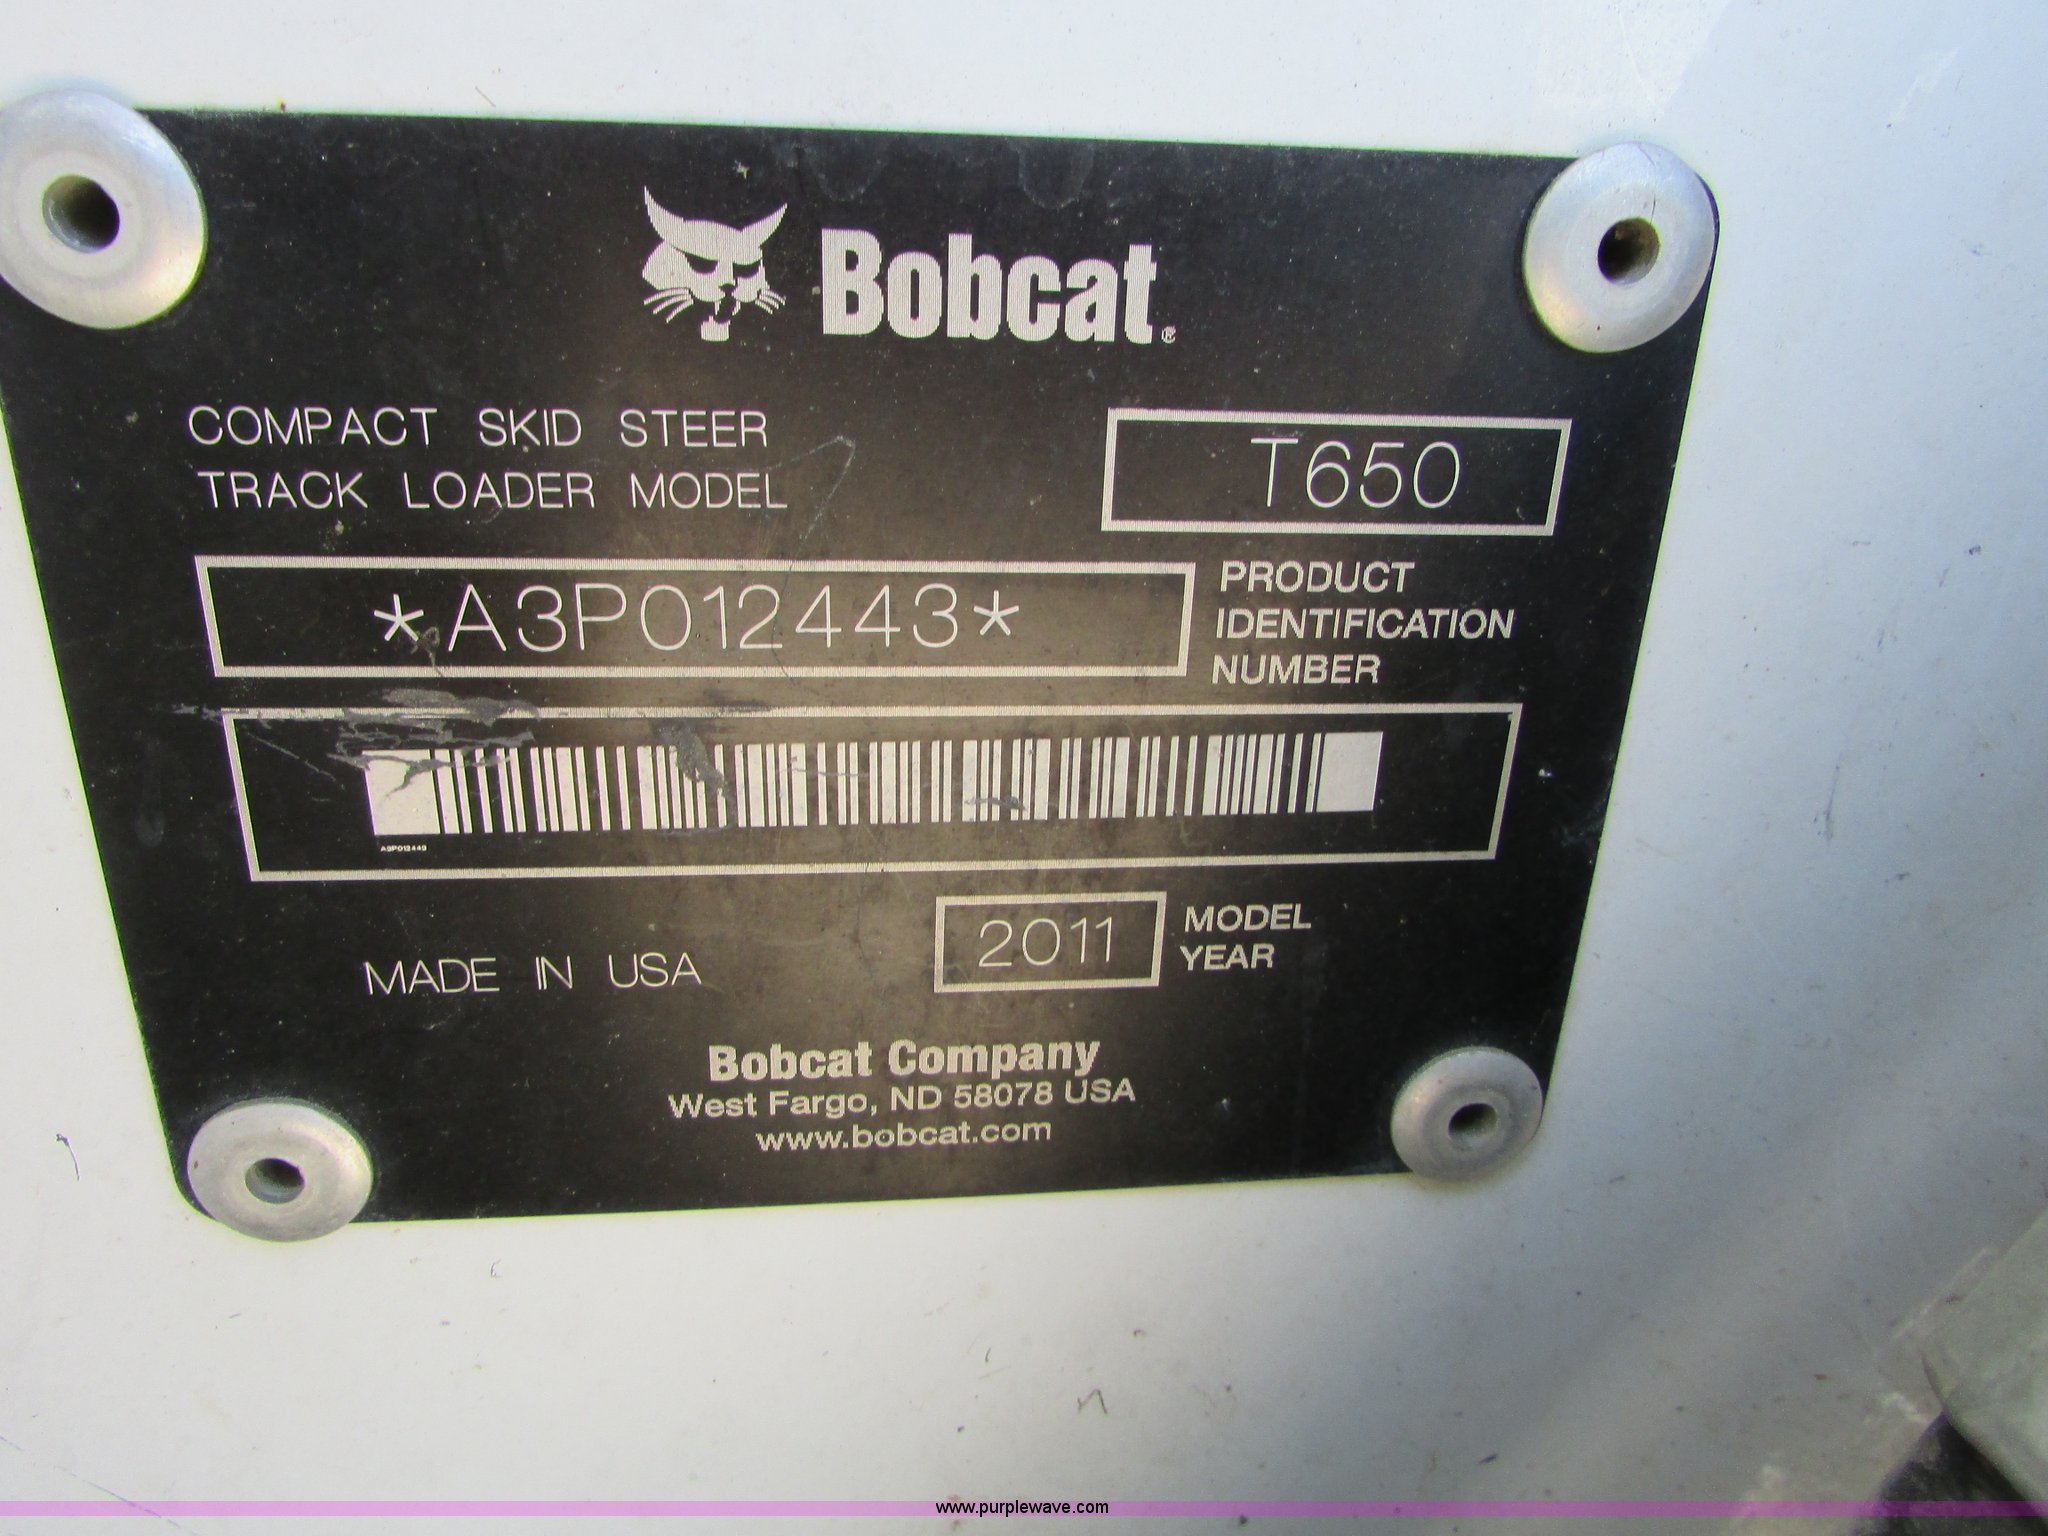 Bobcat®
COMPACT SKID STEER
TRACK LOADER MODEL
T650
*A3P012443*
PRODUCT
IDENTIFICATION
NUMBER
A3P012443
MADE IN USA
2011
MODEL
YEAR
Bobcat Company
West Fargo, ND 58078 USA
www.bobcat.com
www.purplewave.com